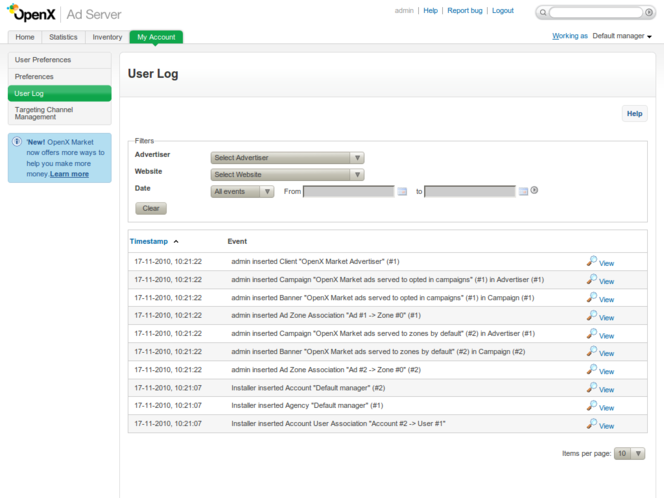 OpenX | Ad Server
admin | Help | Report bug | Logout
Home Statistics Inventory My Account
Working as Default manager
User Preferences
Preferences
User Log
Targeting Channel
Management
New! OpenX Market
now offers more ways to
help you make more
money. Learn more
User Log
Help
Filters
Advertiser Select Advertiser
Website Select Website
Date All events From to
Clear
Timestamp Event
17-11-2010, 10:21:22 admin inserted Client "OpenX Market Advertiser" (#1) View
17-11-2010, 10:21:22 admin inserted Campaign "OpenX Market ads served to opted in campaigns" (#1) in Advertiser (#1) View
17-11-2010, 10:21:22 admin inserted Banner "OpenX Market ads served to opted in campaigns" (#1) in Campaign (#1) View
17-11-2010, 10:21:22 admin inserted Ad Zone Association "Ad #1 -> Zone #0" (#1) View
17-11-2010, 10:21:22 admin inserted Campaign "OpenX Market ads served to zones by default" (#2) in Advertiser (#1) View
17-11-2010, 10:21:22 admin inserted Banner "OpenX Market ads served to zones by default" (#2) in Campaign (#2) View
17-11-2010, 10:21:22 admin inserted Ad Zone Association "Ad #2 -> Zone #0" (#2) View
17-11-2010, 10:21:07 Installer inserted Account "Default manager" (#2) View
17-11-2010, 10:21:07 Installer inserted Agency "Default manager" (#1) View
17-11-2010, 10:21:07 Installer inserted Account User Association "Account #2 -> User #1" View
Items per page: 10